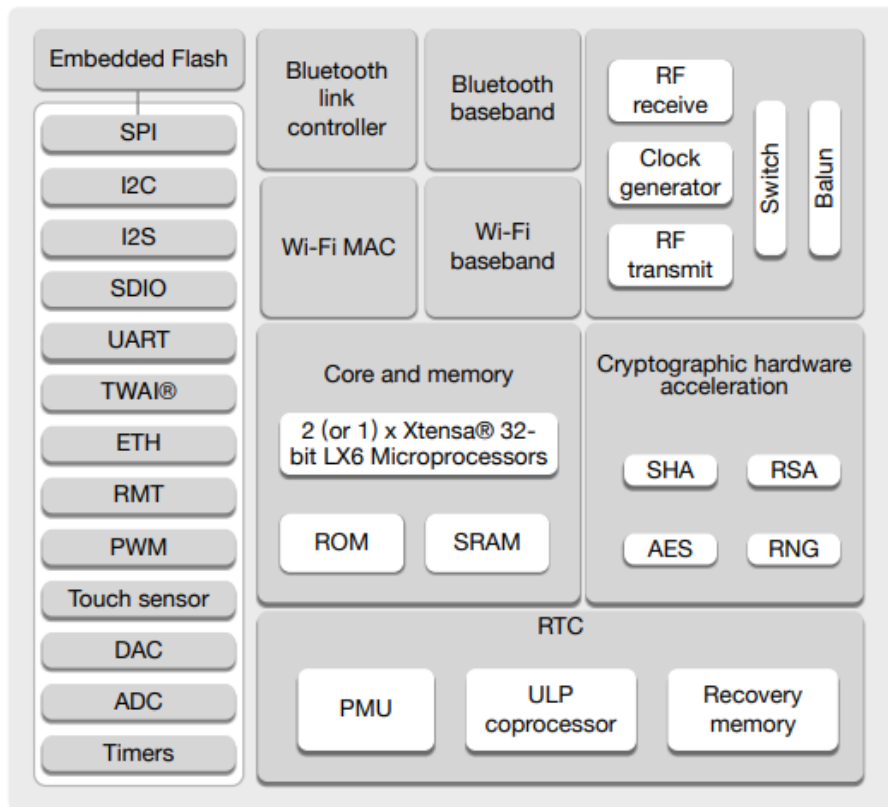 Embedded Flash
SPI
I2C
I2S
SDIO
UART
TWAI®
ETH
RMT
PWM
Touch sensor
DAC
ADC
Timers
Bluetooth
link
controller
Bluetooth
baseband
Wi-Fi MAC
Wi-Fi
baseband
RF
receive
Clock
generator
RF
transmit
Switch
Balun
Core and memory
2 (or 1) x Xtensa® 32-
bit LX6 Microprocessors
ROM
SRAM
Cryptographic hardware
acceleration
SHA
RSA
AES
RNG
RTC
PMU
ULP
coprocessor
Recovery
memory